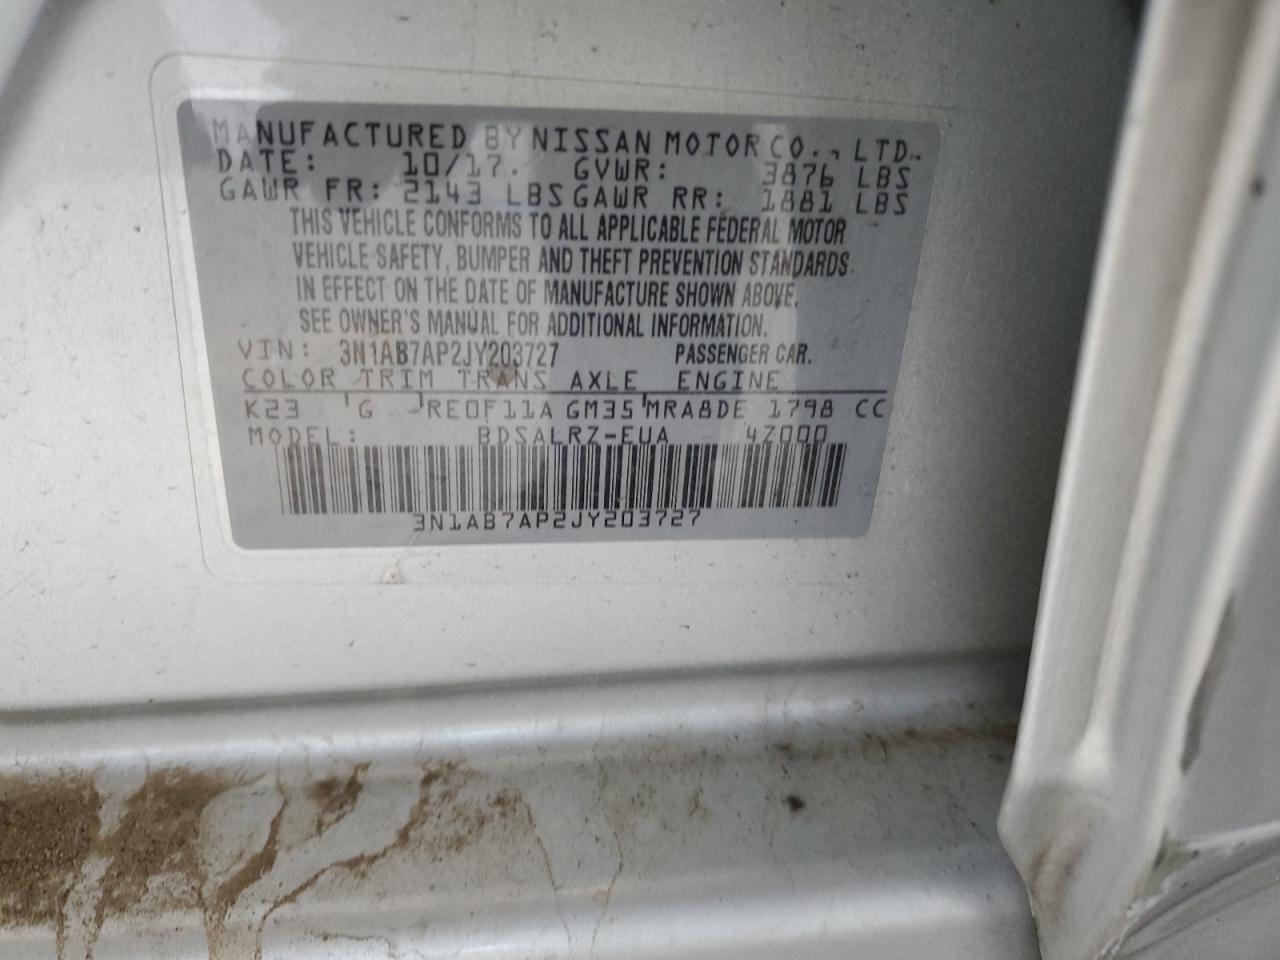 MANUFACTURED BY NISSAN MOTOR CO., LTD.
DATE: 10/17. GVWR: 3876 LBS
GAWR FR: 2143 LBS GAWR RR: 1881 LBS
THIS VEHICLE CONFORMS TO ALL APPLICABLE FEDERAL MOTOR
VEHICLE SAFETY, BUMPER AND THEFT PREVENTION STANDARDS
IN EFFECT ON THE DATE OF MANUFACTURE SHOWN ABOVE.
SEE OWNER'S MANUAL FOR ADDITIONAL INFORMATION.
VIN: 3N1AB7AP2JY203727 PASSENGER CAR.
COLOR TRIM TRANS AXLE ENGINE
K23 G RE0F11A GM35 MRA8DE 1798 CC
MODEL: BDSALRZ-EUA 4Z000
3N1AB7AP2JY203727